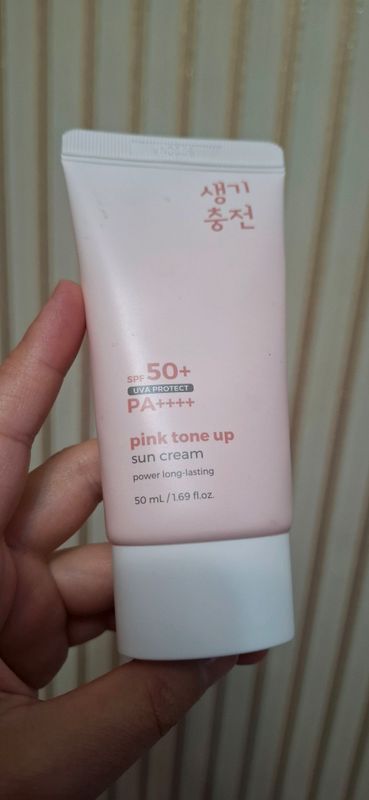 생기
충전
SPF 50+
UVA PROTECT
PA++++
pink tone up
sun cream
power long-lasting
50 mL / 1.69 fl.oz.